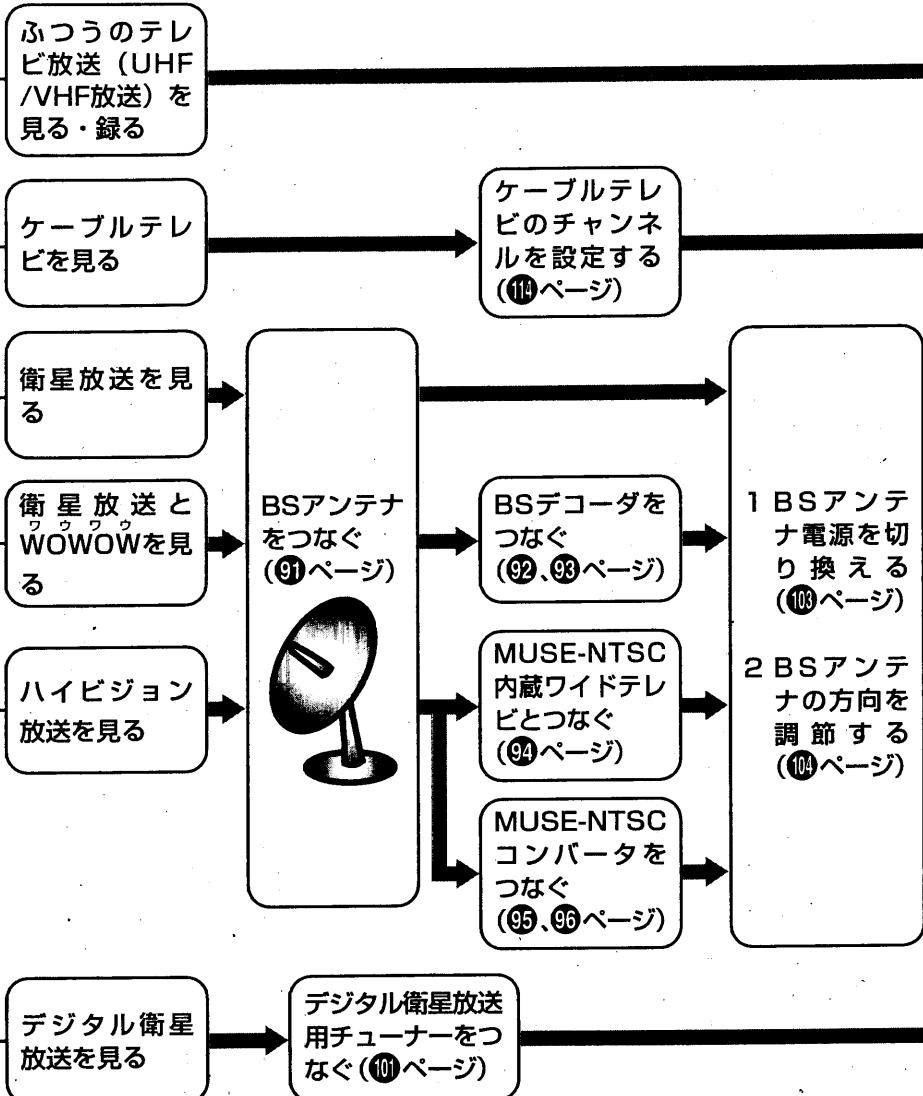 ふつうのテレ
ビ放送（UHF
/VHF放送）を
見る・録る
ケーブルテレ
ビを見る
ケーブルテレ
ビのチャンネ
ルを設定する
（114ページ）
衛星放送を見
る
衛星放送と
ワウワウ
WOWOWを見
る
ハイビジョン
放送を見る
BSアンテナ
をつなぐ
（91ページ）
BSデコーダを
つなぐ
（92、93ページ）
MUSE-NTSC
内蔵ワイドテレ
ビとつなぐ
（94ページ）
MUSE-NTSC
コンバータを
つなぐ
（95、96ページ）
1 BSアンテ
ナ電源を切
り換える
（103ページ）
2 BSアンテ
ナの方向を
調節する
（104ページ）
デジタル衛星
放送を見る
デジタル衛星放送
用チューナーをつ
なぐ（101ページ）